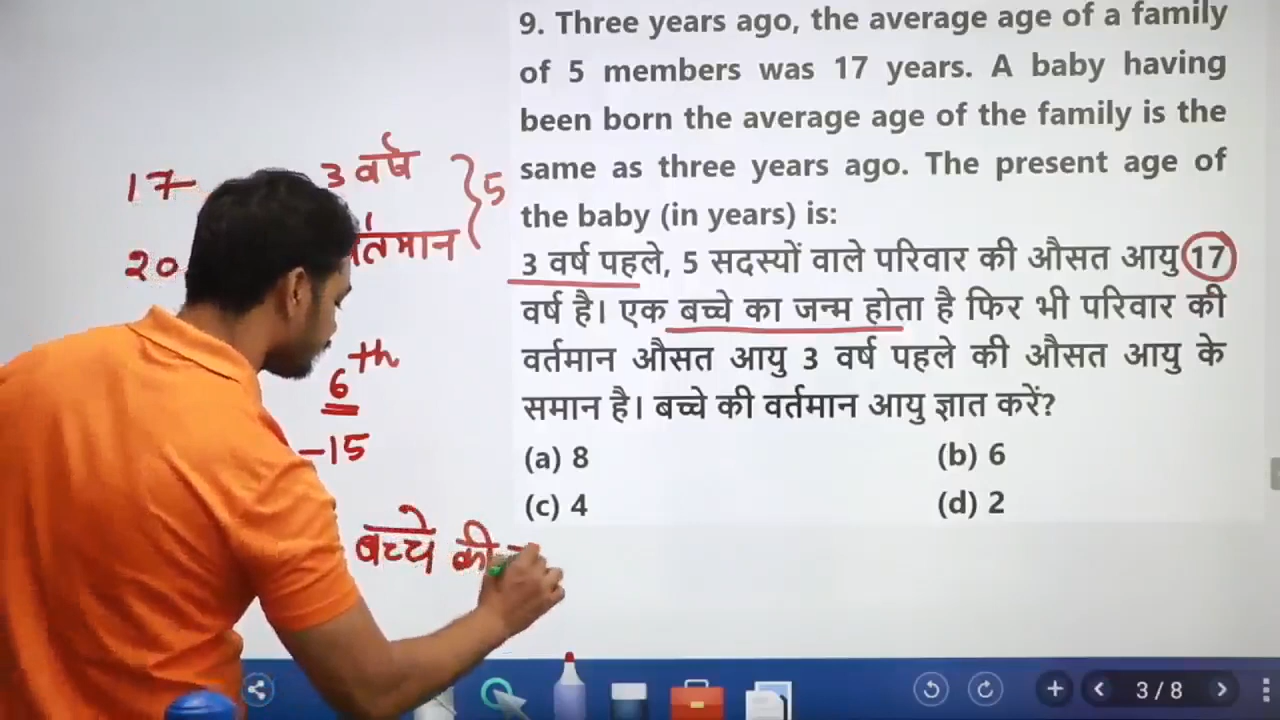 9. Three years ago, the average age of a family
of 5 members was 17 years. A baby having
been born the average age of the family is the
same as three years ago. The present age of
the baby (in years) is:
3 वर्ष पहले, 5 सदस्यों वाले परिवार की औसत आयु 17
वर्ष है। एक बच्चे का जन्म होता है फिर भी परिवार की
वर्तमान औसत आयु 3 वर्ष पहले की औसत आयु के
समान है। बच्चे की वर्तमान आयु ज्ञात करें?
(a) 8 (b) 6
(c) 4 (d) 2
17 3 वर्ष 5
20
6th
-15
बच्चे की
3 / 8